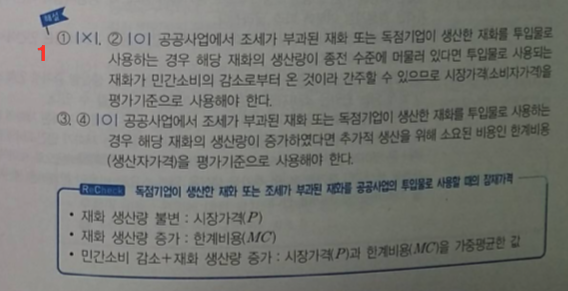 해설
1
① |×|, ② |○| 공공사업에서 조세가 부과된 재화 또는 독점기업이 생산한 재화를 투입물로
사용하는 경우 해당 재화의 생산량이 종전 수준에 머물러 있다면 투입물로 사용되는
재화가 민간소비의 감소로부터 온 것이라 간주할 수 있으므로 시장가격(소비자가격)을
평가기준으로 사용해야 한다.
③, ④ |○| 공공사업에서 조세가 부과된 재화 또는 독점기업이 생산한 재화를 투입물로 사용하는
경우 해당 재화의 생산량이 증가하였다면 추가적 생산을 위해 소요된 비용인 한계비용
(생산자가격)을 평가기준으로 사용해야 한다.
ReCheck 독점기업이 생산한 재화 또는 조세가 부과된 재화를 공공사업의 투입물로 사용할 때의 잠재가격
• 재화 생산량 불변 : 시장가격(P)
• 재화 생산량 증가 : 한계비용(MC)
• 민간소비 감소+재화 생산량 증가 : 시장가격(P)과 한계비용(MC)을 가중평균한 값